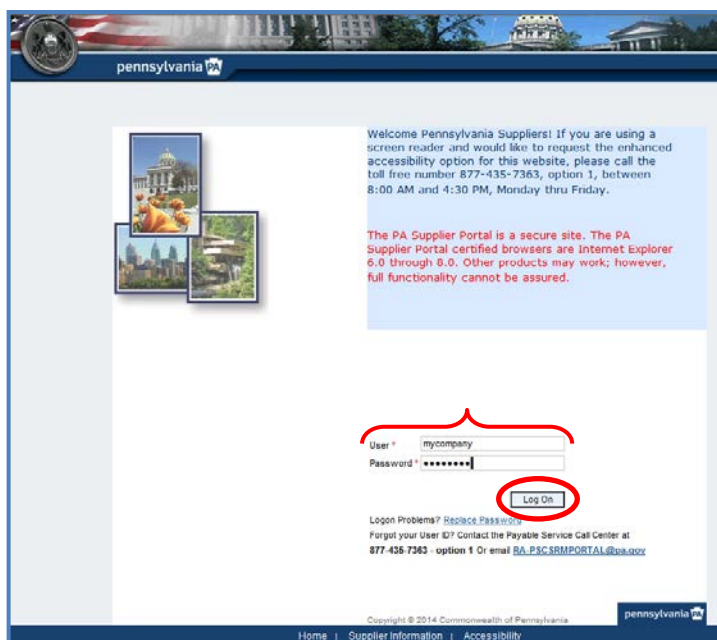 pennsylvania PA
Welcome Pennsylvania Suppliers! If you are using a
screen reader and would like to request the enhanced
accessibility option for this website, please call the
toll free number 877-435-7363, option 1, between
8:00 AM and 4:30 PM, Monday thru Friday.
The PA Supplier Portal is a secure site. The PA
Supplier Portal certified browsers are Internet Explorer
6.0 through 8.0. Other products may work; however,
full functionality cannot be assured.
User * mycompany
Password * ••••••••
Log On
Logon Problems? Replace Password
Forgot your User ID? Contact the Payable Service Call Center at
877-435-7363 - option 1 Or email RA-PSCSRMPORTAL@pa.gov
Copyright © 2014 Commonwealth of Pennsylvania
pennsylvania PA
Home | Supplier Information | Accessibility